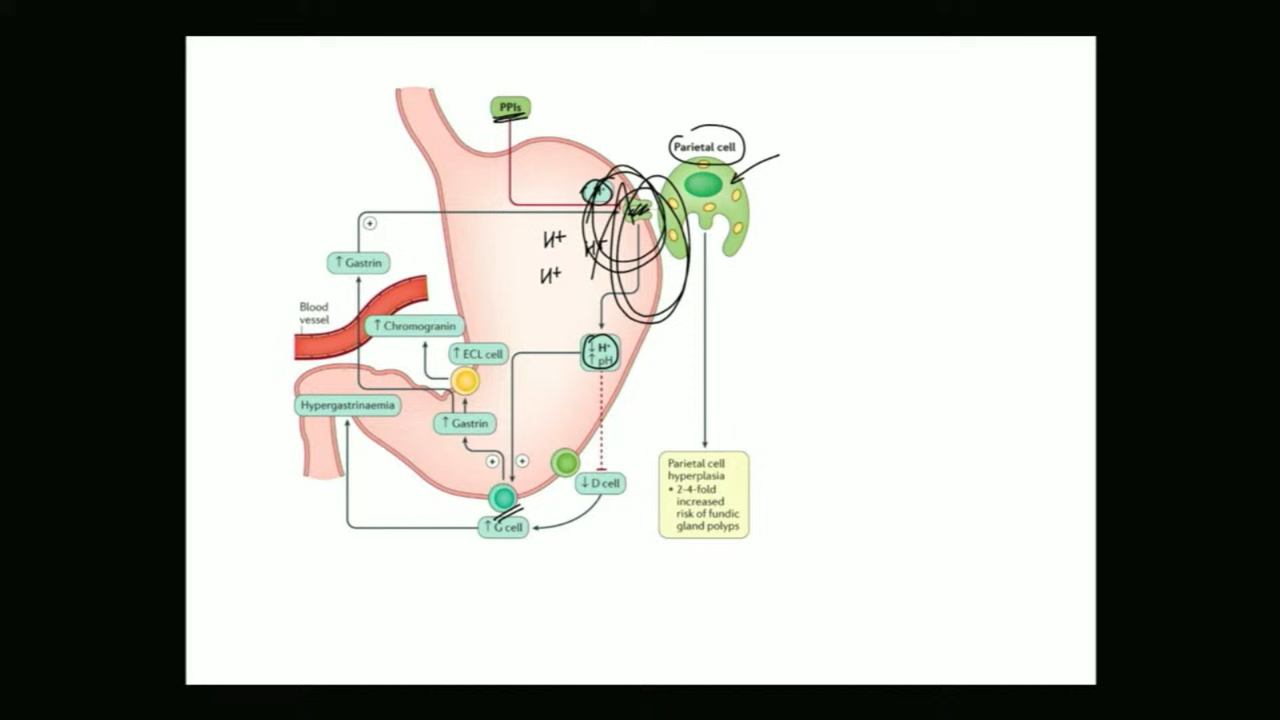 PPIs
Parietal cell
H+
H+
H+
H+
↑ Gastrin
Blood
vessel
↑ Chromogranin
↑ ECL cell
↓ H+
↑ pH
Hypergastrinaemia
↑ Gastrin
↓ D cell
↑ G cell
Parietal cell
hyperplasia
• 2-4-fold
increased
risk of fundic
gland polyps